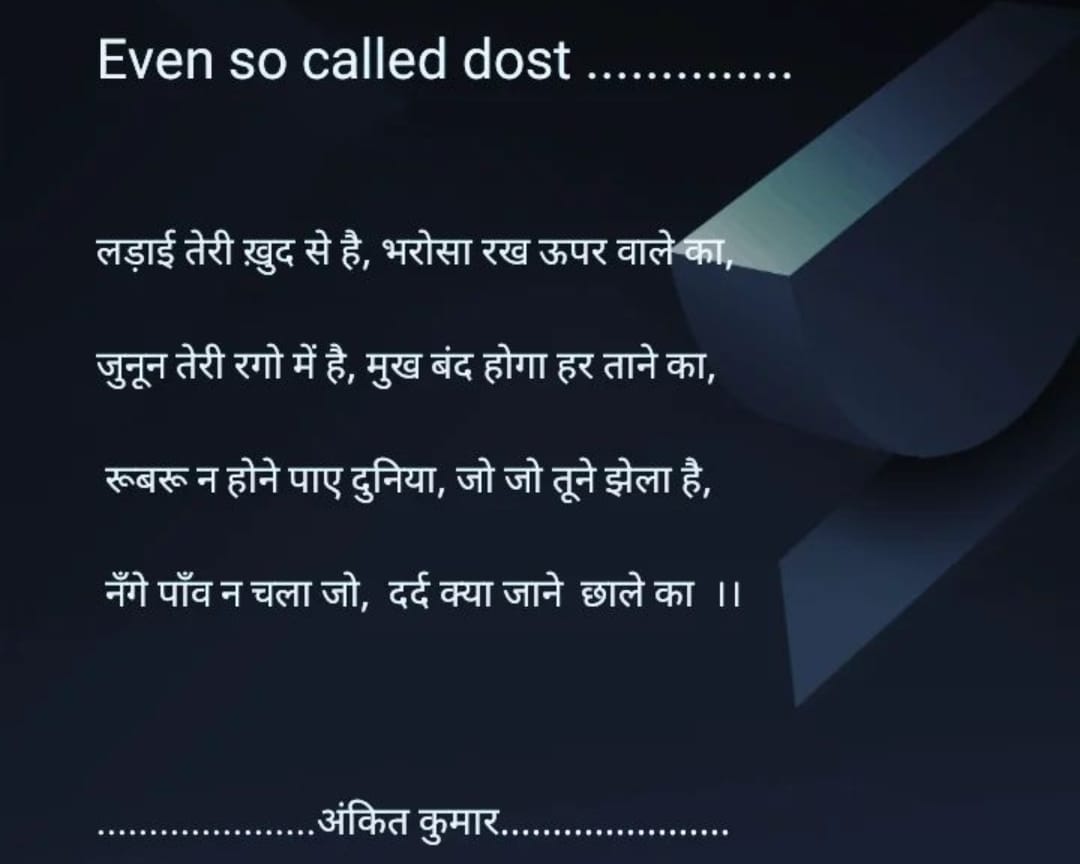 Even so called dost ..............
लड़ाई तेरी ख़ुद से है, भरोसा रख ऊपर वाले का,
जुनून तेरी रगो में है, मुख बंद होगा हर ताने का,
रूबरू न होने पाए दुनिया, जो जो तूने झेला है,
नँगे पाँव न चला जो, दर्द क्या जाने छाले का ।।
.....................अंकित कुमार......................